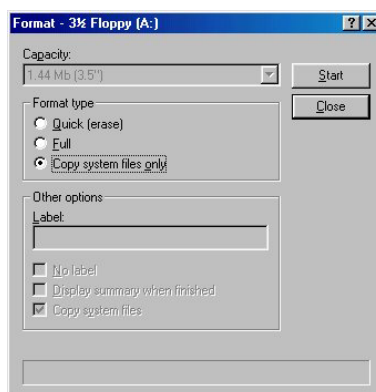 Format - 3½ Floppy (A:)
Capacity:
1.44 Mb (3.5")
Start
Format type
Close
Quick (erase)
Full
Copy system files only
Other options
Label:
No label
Display summary when finished
Copy system files